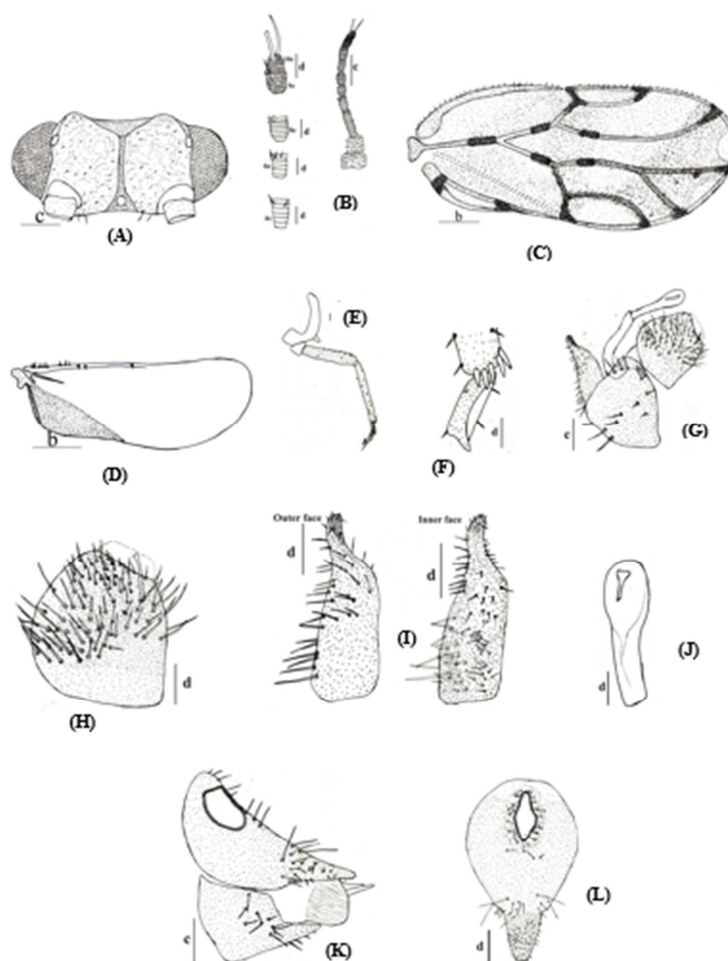 d
c
d
d
d
c
b
(A)
(B)
(C)
(E)
b
d
c
(D)
(F)
(G)
Outer face
Inner face
d
d
d
d
(H)
(I)
(J)
c
d
(K)
(L)